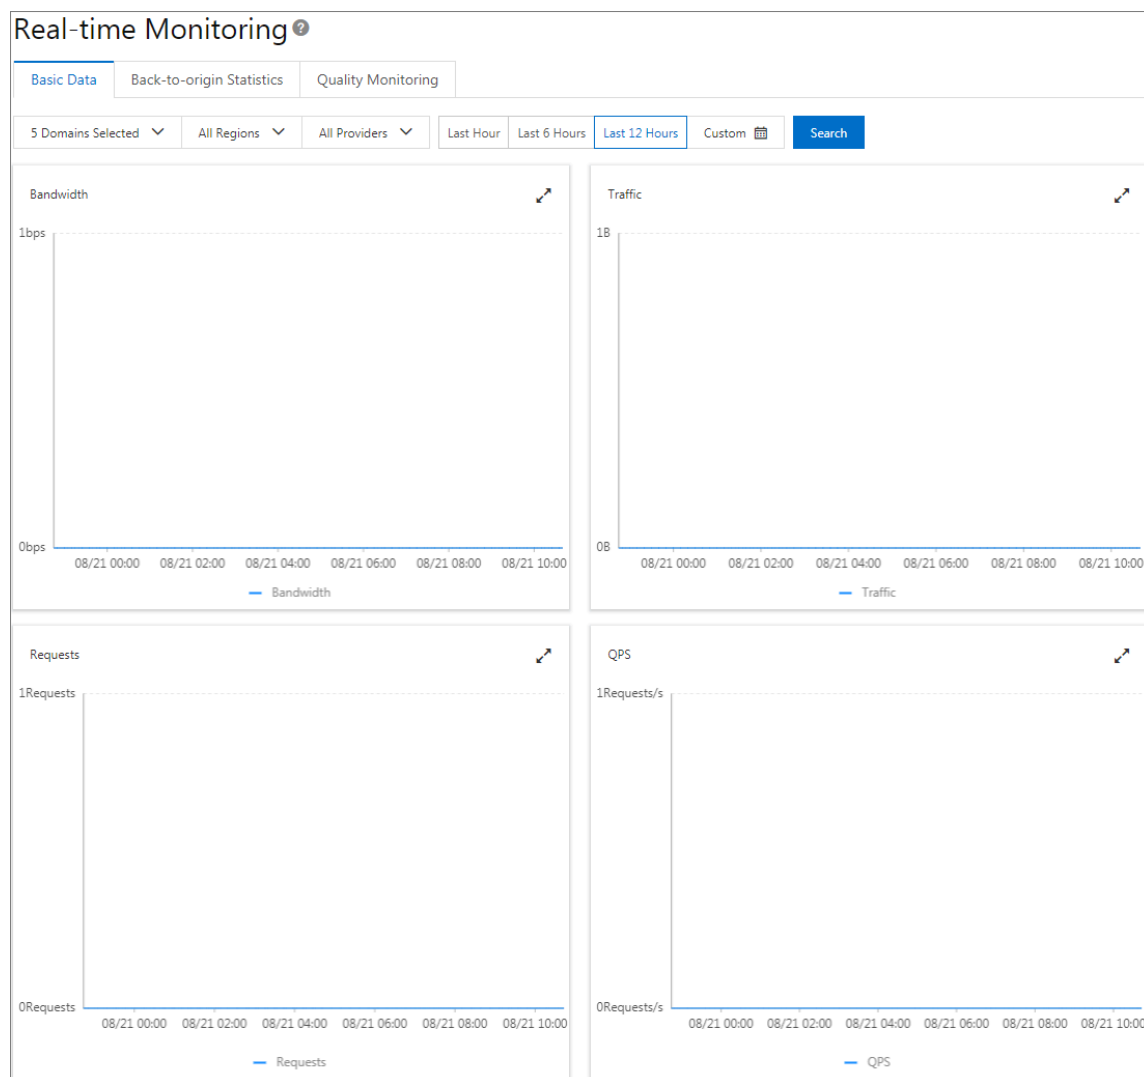 Real-time Monitoring ?
Basic Data Back-to-origin Statistics Quality Monitoring
5 Domains Selected All Regions All Providers Last Hour Last 6 Hours Last 12 Hours Custom Search
Bandwidth
1bps
0bps
08/21 00:00 08/21 02:00 08/21 04:00 08/21 06:00 08/21 08:00 08/21 10:00
Bandwidth
Traffic
1B
0B
08/21 00:00 08/21 02:00 08/21 04:00 08/21 06:00 08/21 08:00 08/21 10:00
Traffic
Requests
1Requests
0Requests
08/21 00:00 08/21 02:00 08/21 04:00 08/21 06:00 08/21 08:00 08/21 10:00
Requests
QPS
1Requests/s
0Requests/s
08/21 00:00 08/21 02:00 08/21 04:00 08/21 06:00 08/21 08:00 08/21 10:00
QPS